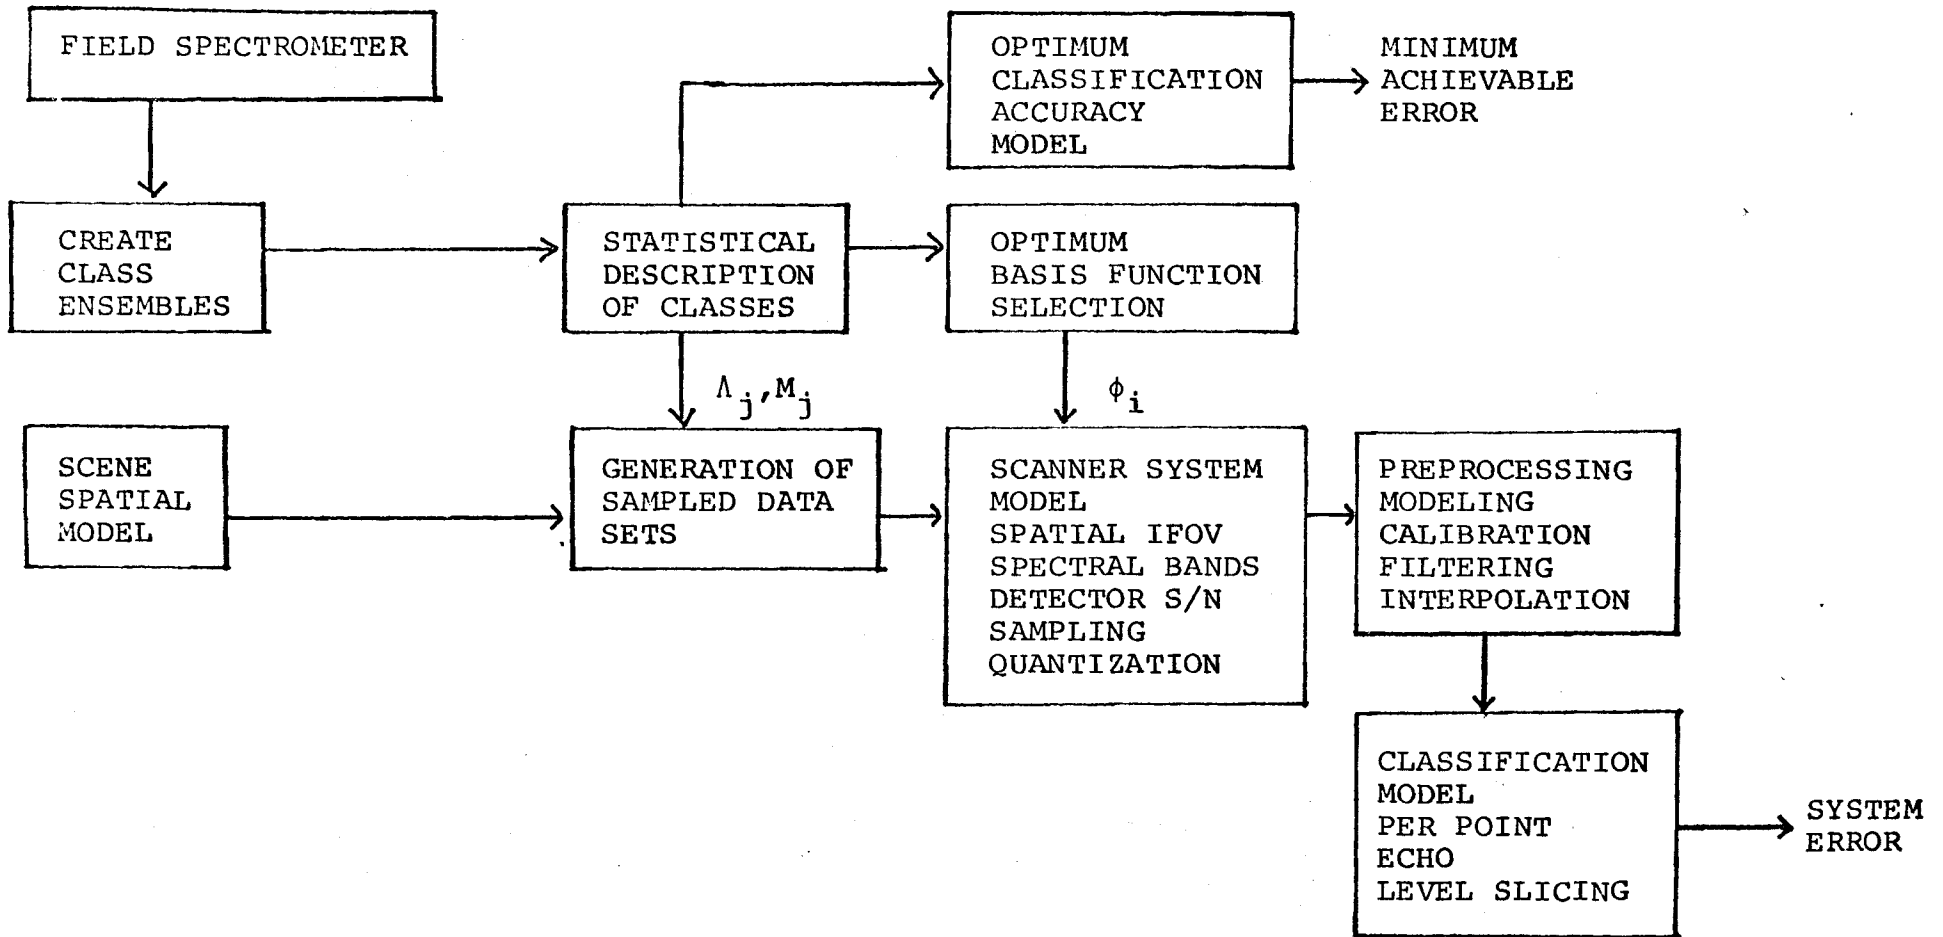 FIELD SPECTROMETER
OPTIMUM
CLASSIFICATION
ACCURACY
MODEL
MINIMUM
ACHIEVABLE
ERROR
CREATE
CLASS
ENSEMBLES
STATISTICAL
DESCRIPTION
OF CLASSES
OPTIMUM
BASIS FUNCTION
SELECTION
Λj,Mj
ϕi
SCENE
SPATIAL
MODEL
GENERATION OF
SAMPLED DATA
SETS
SCANNER SYSTEM
MODEL
SPATIAL IFOV
SPECTRAL BANDS
DETECTOR S/N
SAMPLING
QUANTIZATION
PREPROCESSING
MODELING
CALIBRATION
FILTERING
INTERPOLATION
CLASSIFICATION
MODEL
PER POINT
ECHO
LEVEL SLICING
SYSTEM
ERROR